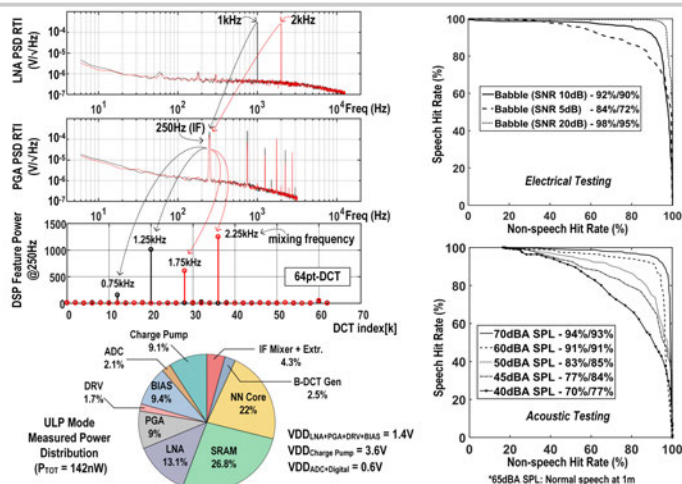 LNA PSD RTI
(V/√Hz)
10-4
10-5
10-6
10-7
1kHz
2kHz
10¹
10²
10³
10⁴
Freq (Hz)
PGA PSD RTI
(V/√Hz)
10-4
10-5
10-6
10-7
250Hz (IF)
10¹
10²
10³
10⁴
Freq (Hz)
DSP Feature Power
@250Hz
1500
1000
500
0
0.75kHz
1.25kHz
1.75kHz
2.25kHz
mixing frequency
64pt-DCT
0 10 20 30 40 50 60 70
DCT index[k]
Charge Pump
9.1%
ADC
2.1%
DRV
1.7%
BIAS
9.4%
PGA
9%
LNA
13.1%
SRAM
26.8%
NN Core
22%
B-DCT Gen
2.5%
IF Mixer + Extr.
4.3%
ULP Mode
Measured Power
Distribution
(PTOT = 142nW)
VDDLNA+PGA+DRV+BIAS = 1.4V
VDDCharge Pump = 3.6V
VDDADC+Digital = 0.6V
Speech Hit Rate (%)
100
80
60
40
20
0
Babble (SNR 10dB) - 92%/90%
Babble (SNR 5dB) - 84%/72%
Babble (SNR 20dB) - 98%/95%
Electrical Testing
0 20 40 60 80 100
Non-speech Hit Rate (%)
Speech Hit Rate (%)
100
80
60
40
20
0
70dBA SPL - 94%/93%
60dBA SPL - 91%/91%
50dBA SPL - 83%/85%
45dBA SPL - 77%/84%
40dBA SPL - 70%/77%
Acoustic Testing
0 20 40 60 80 100
Non-speech Hit Rate (%)
*65dBA SPL: Normal speech at 1m